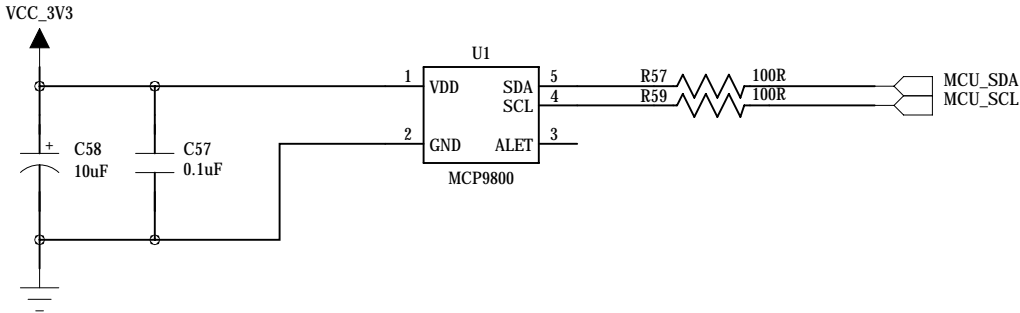 VCC_3V3
U1
1 VDD SDA 5 R57 100R MCU_SDA
SCL 4 R59 100R MCU_SCL
2 GND ALET 3
+ C58 10uF
C57 0.1uF
MCP9800